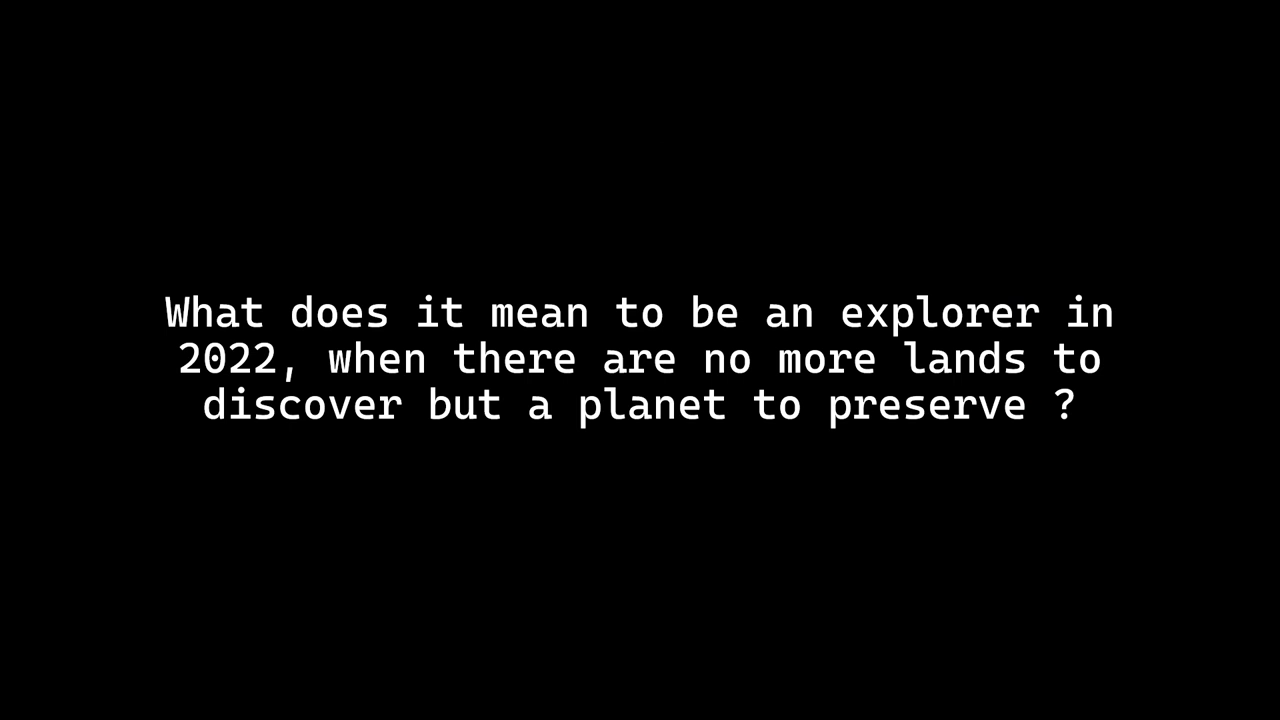 What does it mean to be an explorer in
2022, when there are no more lands to
discover but a planet to preserve ?